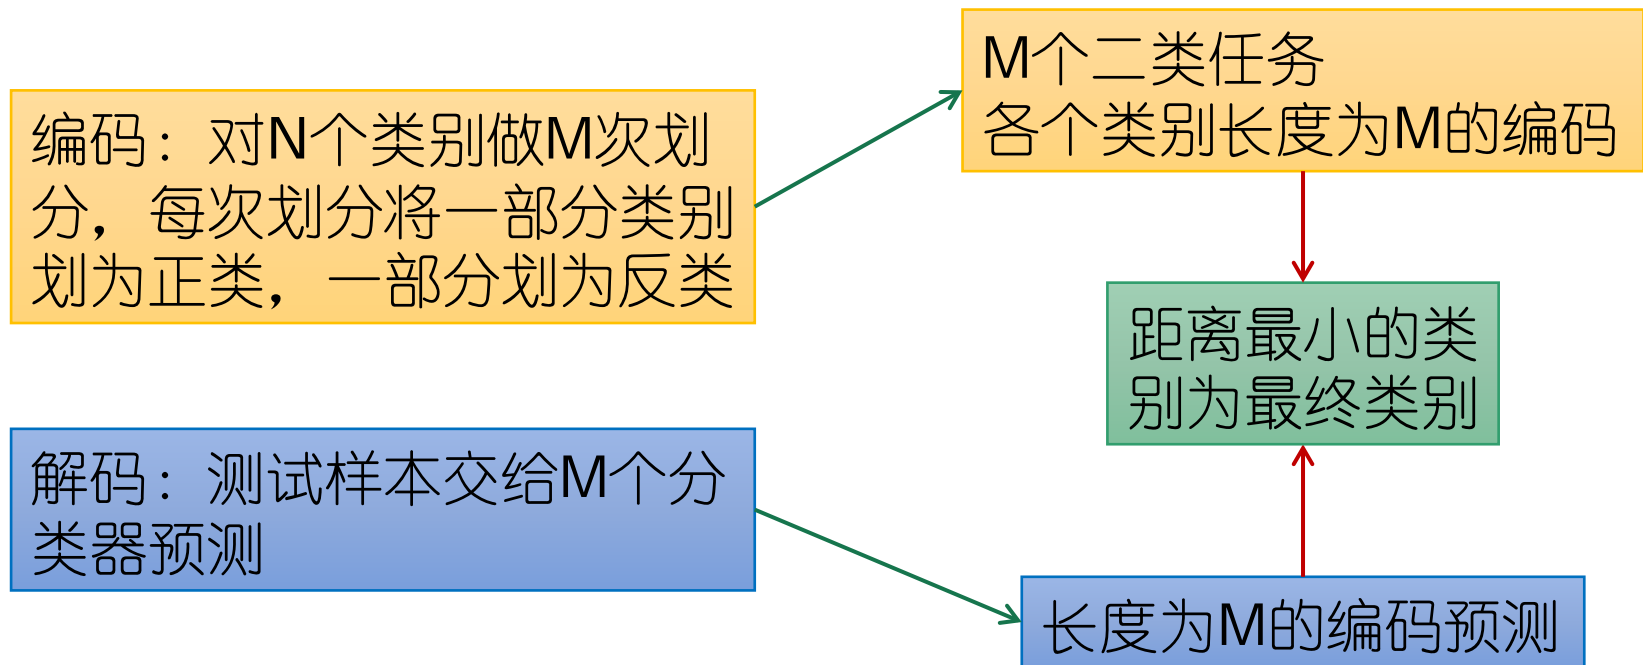 编码：对N个类别做M次划
分，每次划分将一部分类别
划为正类，一部分划为反类
M个二类任务
各个类别长度为M的编码
距离最小的类
别为最终类别
解码：测试样本交给M个分
类器预测
长度为M的编码预测